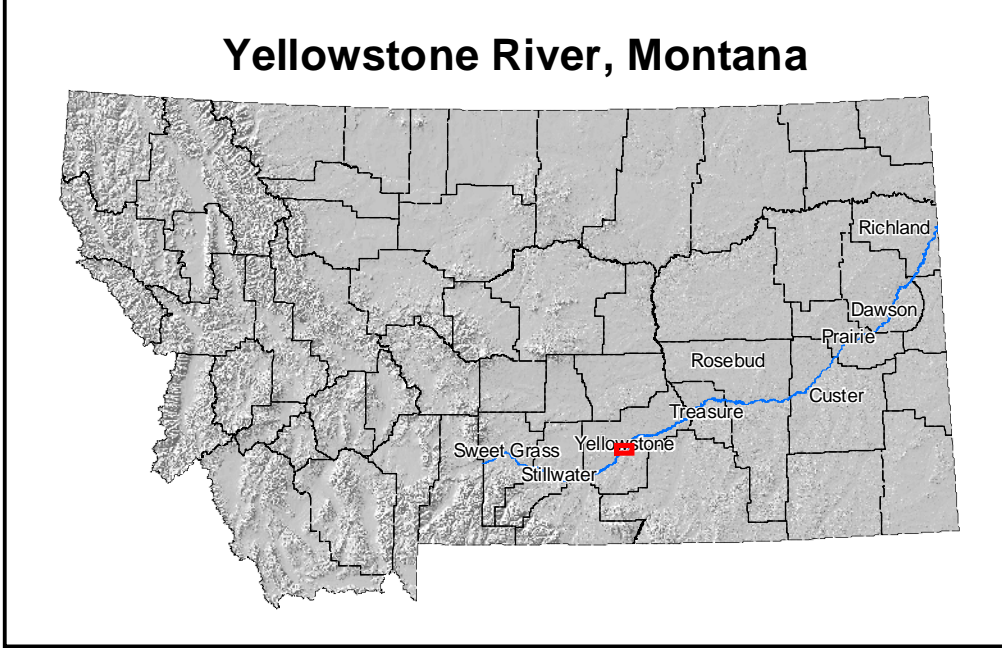 Yellowstone River, Montana
Richland
Dawson
Prairie
Rosebud
Custer
Treasure
Yellowstone
Sweet Grass
Stillwater